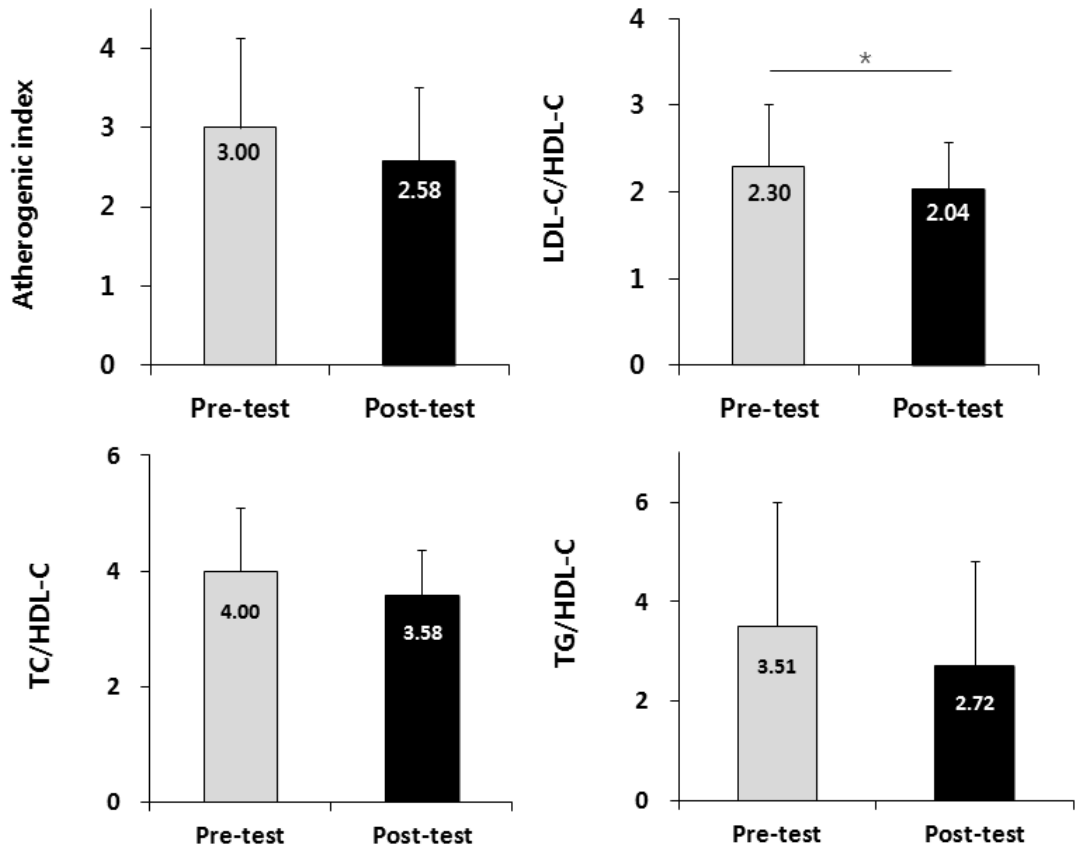 Atherogenic index
4
3
2
1
0
3.00
2.58
Pre-test
Post-test
LDL-C/HDL-C
4
3
2
1
0
*
2.30
2.04
Pre-test
Post-test
TC/HDL-C
6
4
2
0
4.00
3.58
Pre-test
Post-test
TG/HDL-C
6
4
2
0
3.51
2.72
Pre-test
Post-test